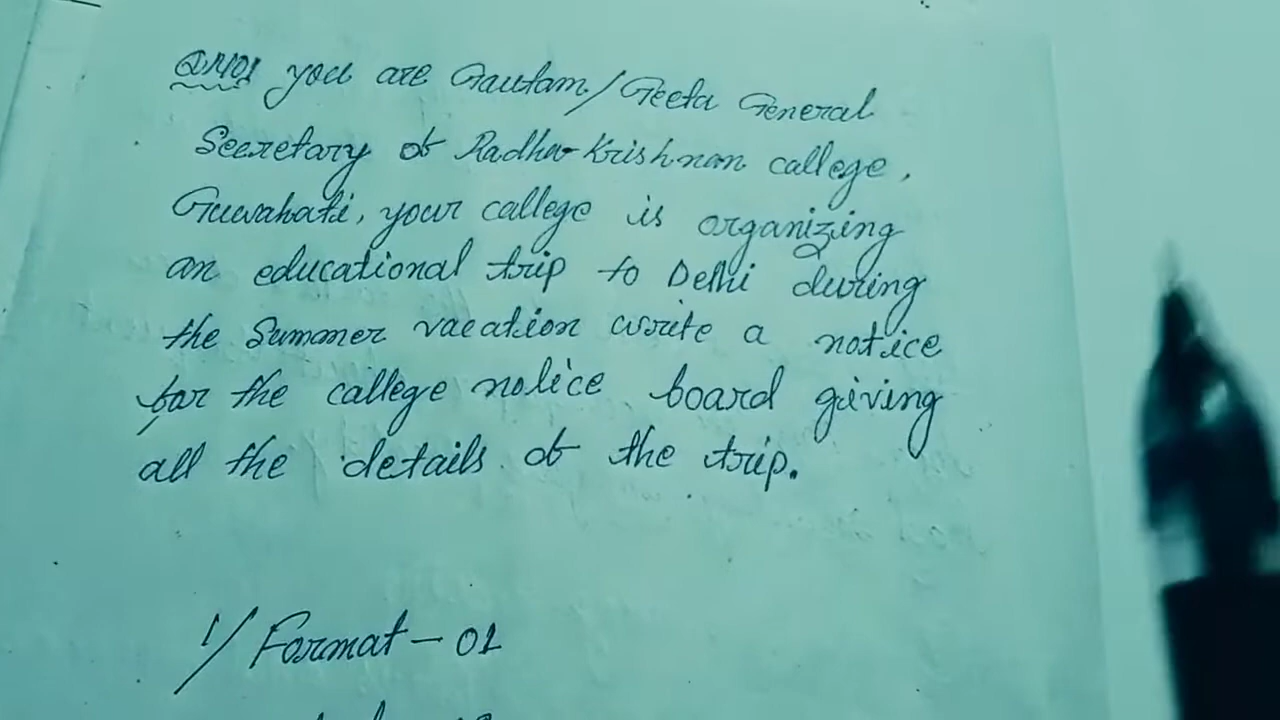 QN01 you are Gautam/Geeta General
Secretary of Radha-Krishnan callege,
Guwahati, your callege is organizing
an educational trip to Delhi during
the Summer vacation write a notice
for the callege notice board giving
all the details of the trip.
1/ Format-01